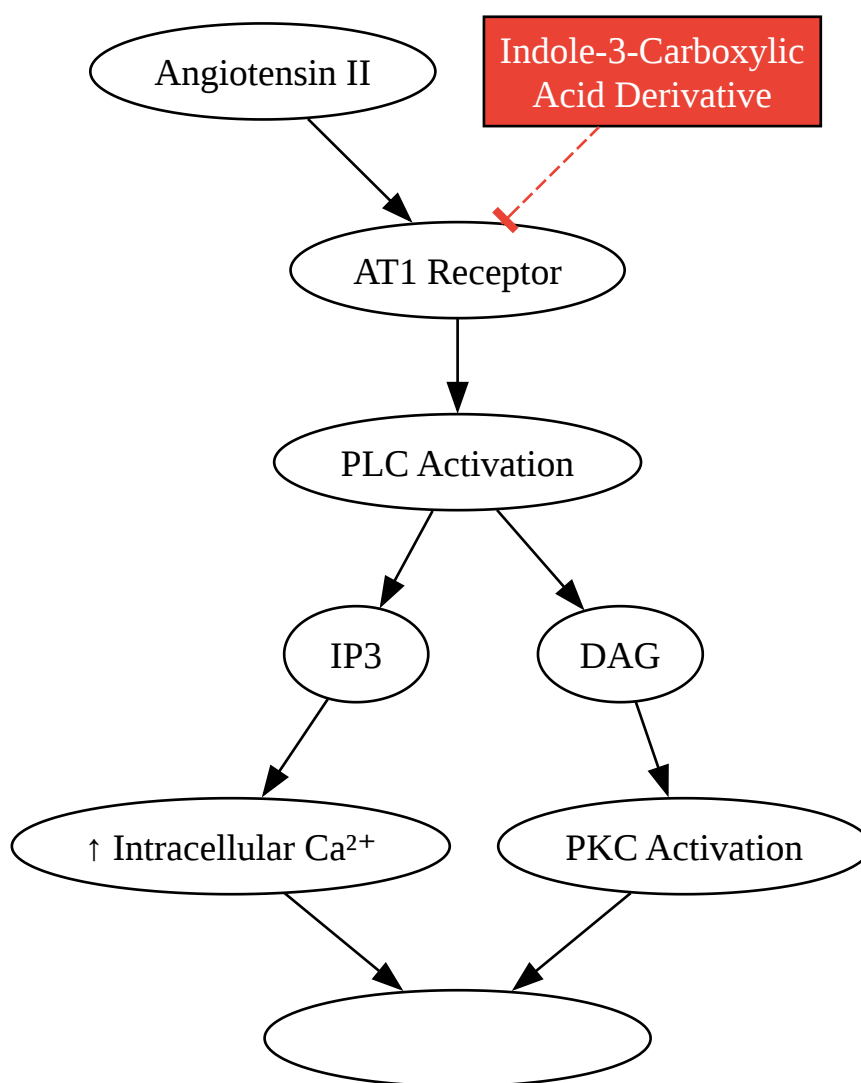 Angiotensin II
Indole-3-Carboxylic
Acid Derivative
AT1 Receptor
PLC Activation
IP3
DAG
↑ Intracellular Ca²⁺
PKC Activation